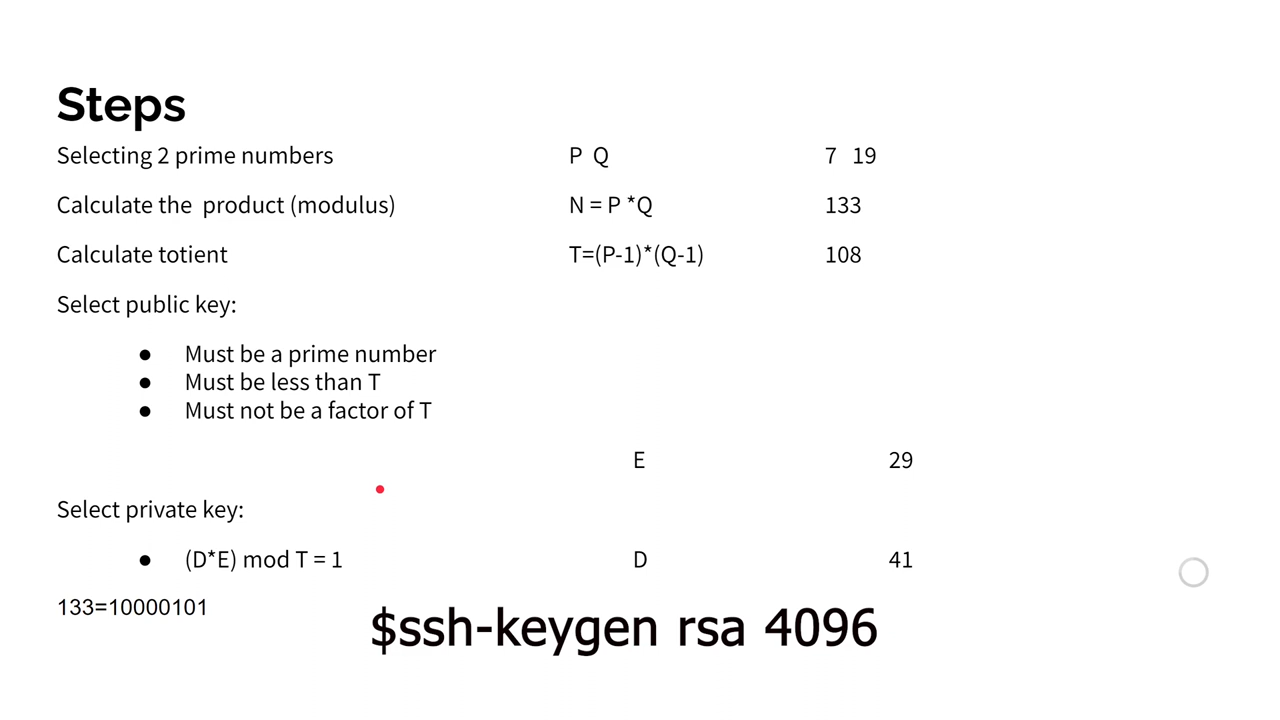 Steps
Selecting 2 prime numbers P Q 7 19
Calculate the product (modulus) N = P *Q 133
Calculate totient T=(P-1)*(Q-1) 108
Select public key:
● Must be a prime number
● Must be less than T
● Must not be a factor of T
E 29
Select private key:
● (D*E) mod T = 1 D 41
133=10000101
$ssh-keygen rsa 4096